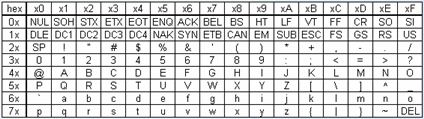 hex x0 x1 x2 x3 x4 x5 x6 x7 x8 x9 xA xB xC xD xE xF
0x NUL SOH STX ETX EOT ENQ ACK BEL BS HT LF VT FF CR SO SI
1x DLE DC1 DC2 DC3 DC4 NAK SYN ETB CAN EM SUB ESC FS GS RS US
2x SP ! " # $ % & ' ( ) * + , - . /
3x 0 1 2 3 4 5 6 7 8 9 : ; < = > ?
4x @ A B C D E F G H I J K L M N O
5x P Q R S T U V W X Y Z [ \ ] ^ _
6x ` a b c d e f g h i j k l m n o
7x p q r s t u v w x y z { | } ~ DEL